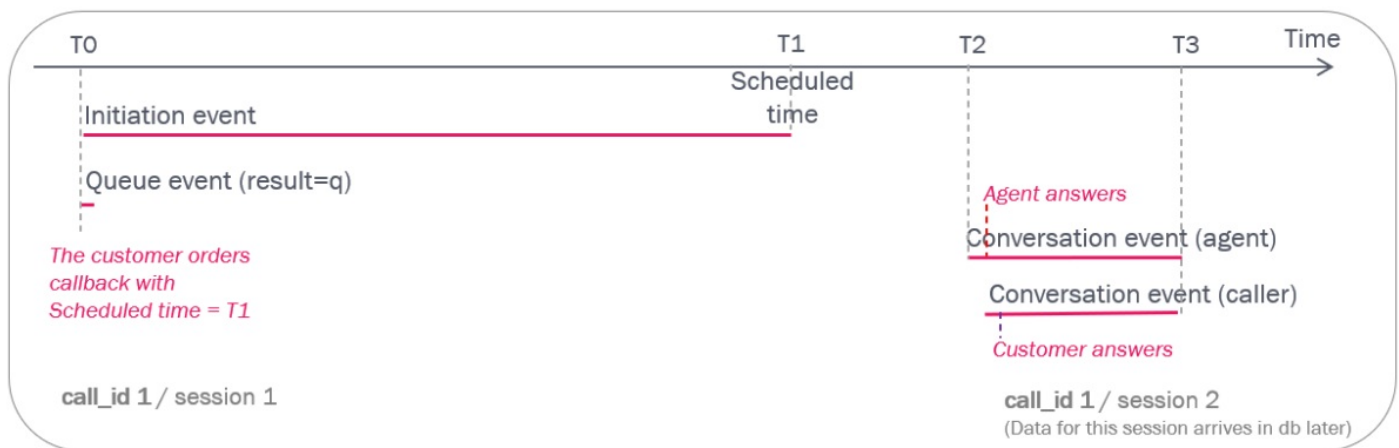 T0 T1 T2 T3 Time
Scheduled
time
Initiation event
Queue event (result=q)
Agent answers
Conversation event (agent)
The customer orders
callback with
Scheduled time = T1
Conversation event (caller)
Customer answers
call_id 1 / session 1
call_id 1 / session 2
(Data for this session arrives in db later)